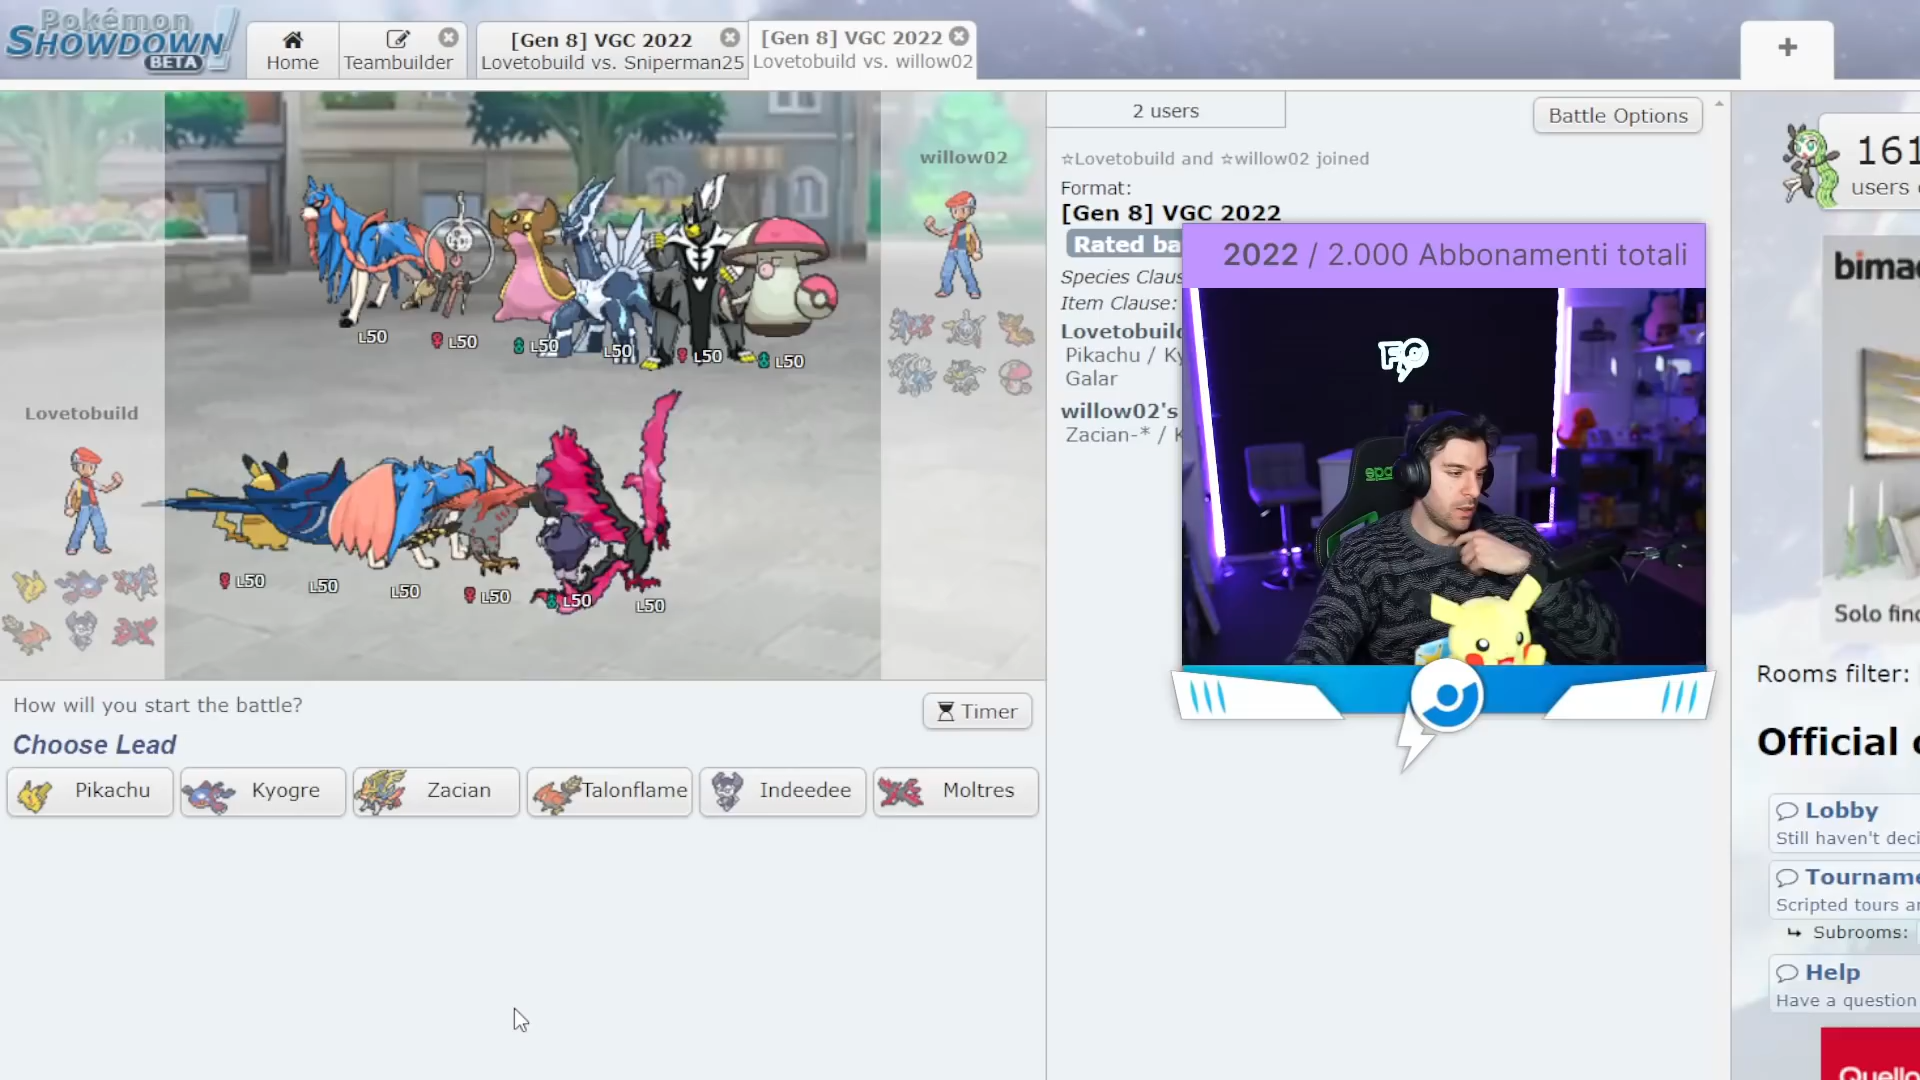 Pokémon
SHOWDOWN!
BETA
Home
Teambuilder
[Gen 8] VGC 2022
Lovetobuild vs. Sniperman25
[Gen 8] VGC 2022
Lovetobuild vs. willow02
+
willow02
L50
L50
L50
L50
L50
L50
Lovetobuild
L50
L50
L50
L50
L50
L50
How will you start the battle?
Timer
Choose Lead
Pikachu
Kyogre
Zacian
Talonflame
Indeedee
Moltres
2 users
Battle Options
☆Lovetobuild and ☆willow02 joined
Format:
[Gen 8] VGC 2022
Rated ba
Species Claus
Item Clause:
Lovetobuild
Pikachu / Ky
Galar
willow02's
Zacian-* / K
2022 / 2.000 Abbonamenti totali
161
users o
bima
Solo find
Rooms filter:
Official c
Lobby
Still haven't deci
Tourname
Scripted tours an
↳ Subrooms:
Help
Have a question
Quello